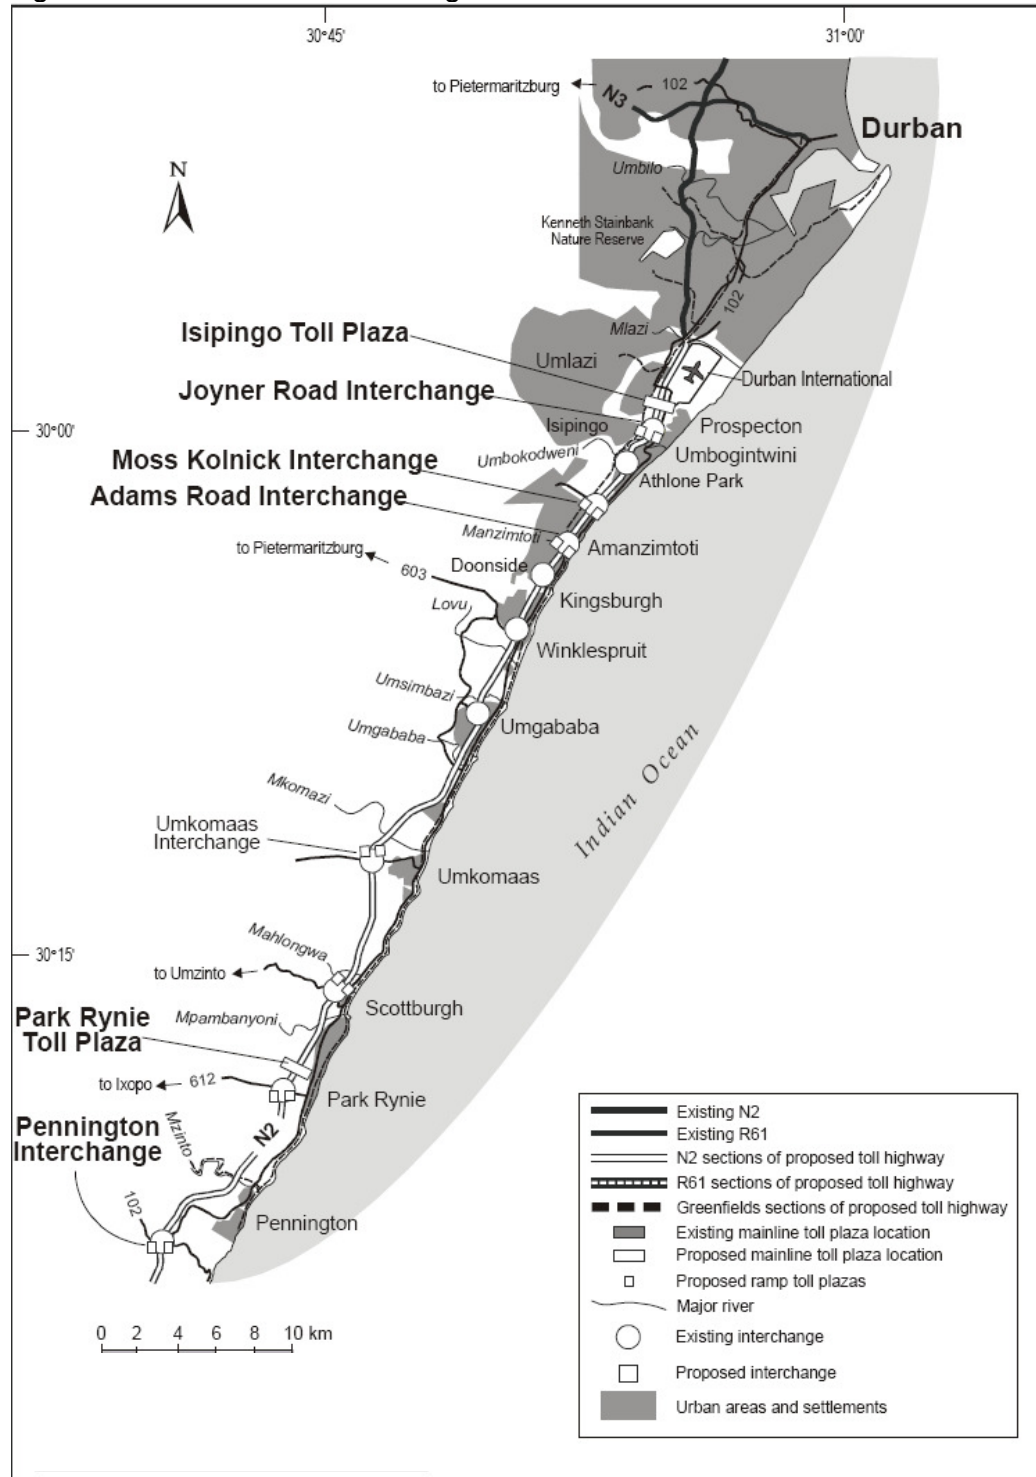 30°45'
31°00'
to Pietermaritzburg
N3
102
Durban
N
Umbilo
Kenneth Stainbank
Nature Reserve
102
Mlazi
Isipingo Toll Plaza
Umlazi
Durban International
Joyner Road Interchange
Isipingo
Prospecton
30°00'
Umbokodweni
Umbogintwini
Moss Kolnick Interchange
Athlone Park
Adams Road Interchange
Manzimtoti
Amanzimtoti
to Pietermaritzburg
603
Doonside
Kingsburgh
Lovu
Winklespruit
Umsimbazi
Umgababa
Umgababa
Indian Ocean
Mkomazi
Umkomaas
Interchange
Umkomaas
Mahlongwa
30°15'
to Umzinto
Scottburgh
Mpambanyoni
Park Rynie
Toll Plaza
to Ixopo
612
Park Rynie
Pennington
Interchange
Mzinto
N2
102
Pennington
0 2 4 6 8 10 km
Existing N2
Existing R61
N2 sections of proposed toll highway
R61 sections of proposed toll highway
Greenfields sections of proposed toll highway
Existing mainline toll plaza location
Proposed mainline toll plaza location
Proposed ramp toll plazas
Major river
Existing interchange
Proposed interchange
Urban areas and settlements